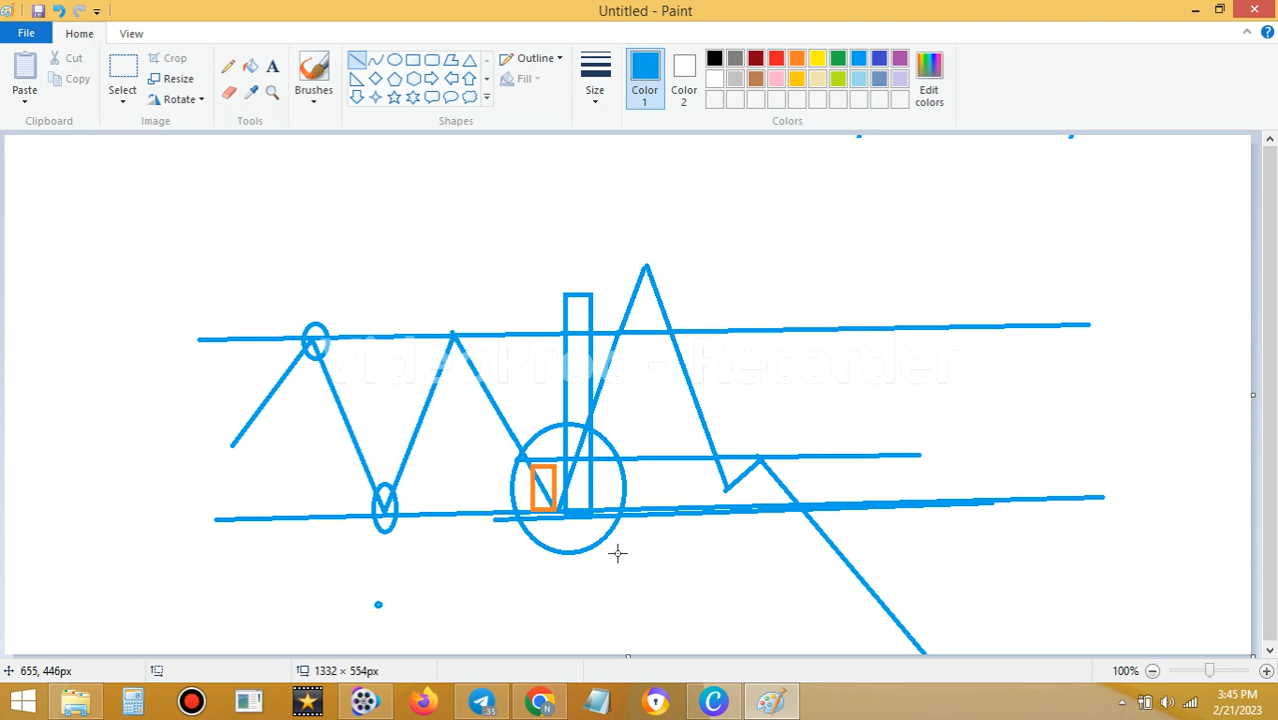 Untitled - Paint
File
Home
View
Paste
Cut
Copy
Clipboard
Select
Crop
Resize
Rotate
Image
Tools
Brushes
Shapes
Outline
Fill
Size
Color 1
Color 2
Edit colors
Colors
VideoProc - Recorder
655, 446px
1332 × 554px
100%
35
N
3:45 PM
2/21/2023